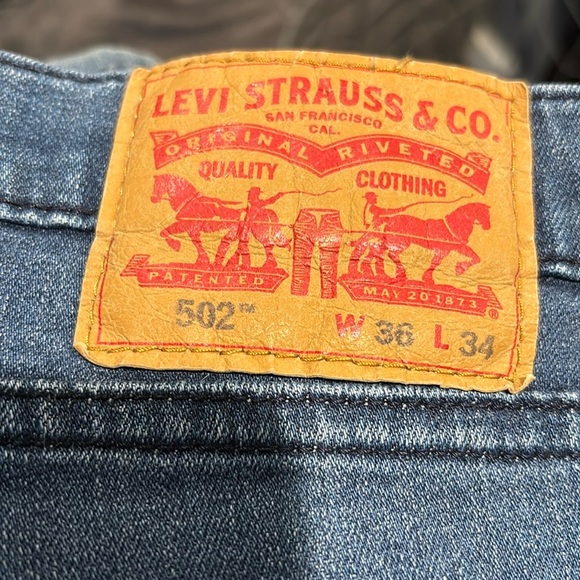 LEVI STRAUSS & CO.
SAN FRANCISCO
CAL.
ORIGINAL RIVETED
QUALITY CLOTHING
PATENTED MAY 20 1873 ®
502™ W 36 L 34